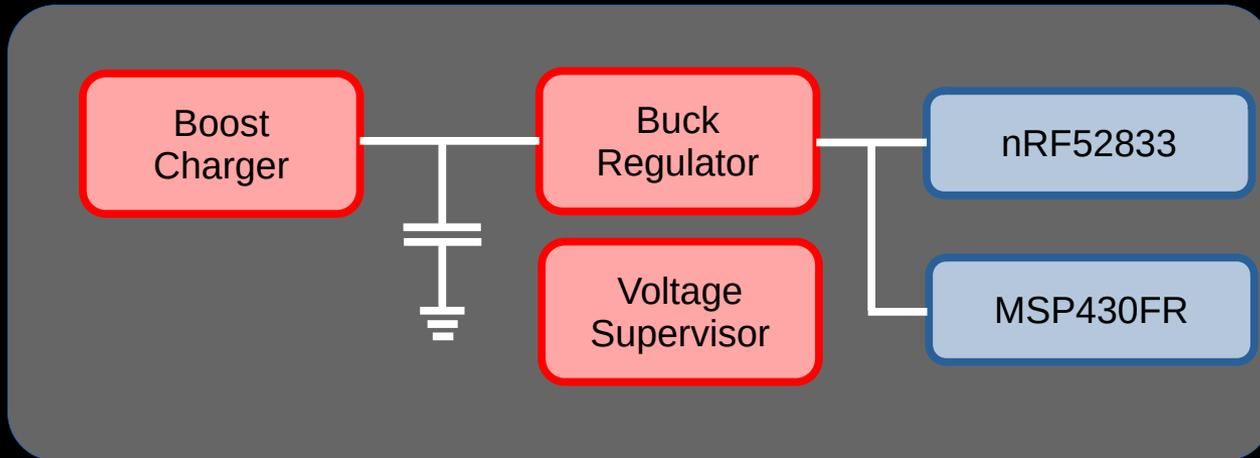 Boost
Charger
Buck
Regulator
nRF52833
Voltage
Supervisor
MSP430FR